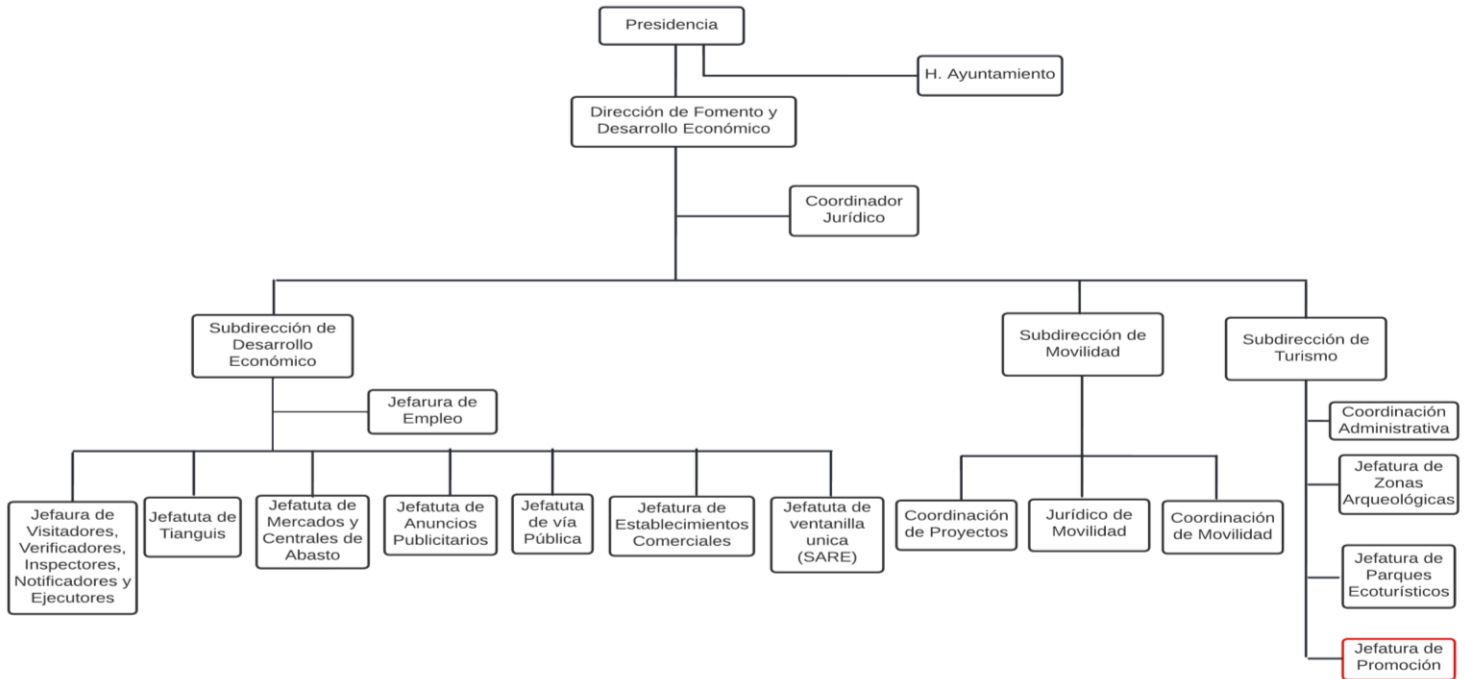 Presidencia
H. Ayuntamiento
Dirección de Fomento y
Desarrollo Económico
Coordinador
Jurídico
Subdirección de
Desarrollo
Económico
Subdirección de
Movilidad
Subdirección de
Turismo
Jefarura de
Empleo
Coordinación
Administrativa
Jefatura de
Zonas
Arqueológicas
Jefaura de
Visitadores,
Verificadores,
Inspectores,
Notificadores y
Ejecutores
Jefatuta de
Tianguis
Jefatuta de
Mercados y
Centrales de
Abasto
Jefatuta de
Anuncios
Publicitarios
Jefatuta
de vía
Pública
Jefatura de
Establecimientos
Comerciales
Jefatuta de
ventanilla
unica
(SARE)
Coordinación
de Proyectos
Jurídico de
Movilidad
Coordinación
de Movilidad
Jefatura de
Parques
Ecoturísticos
Jefatura de
Promoción